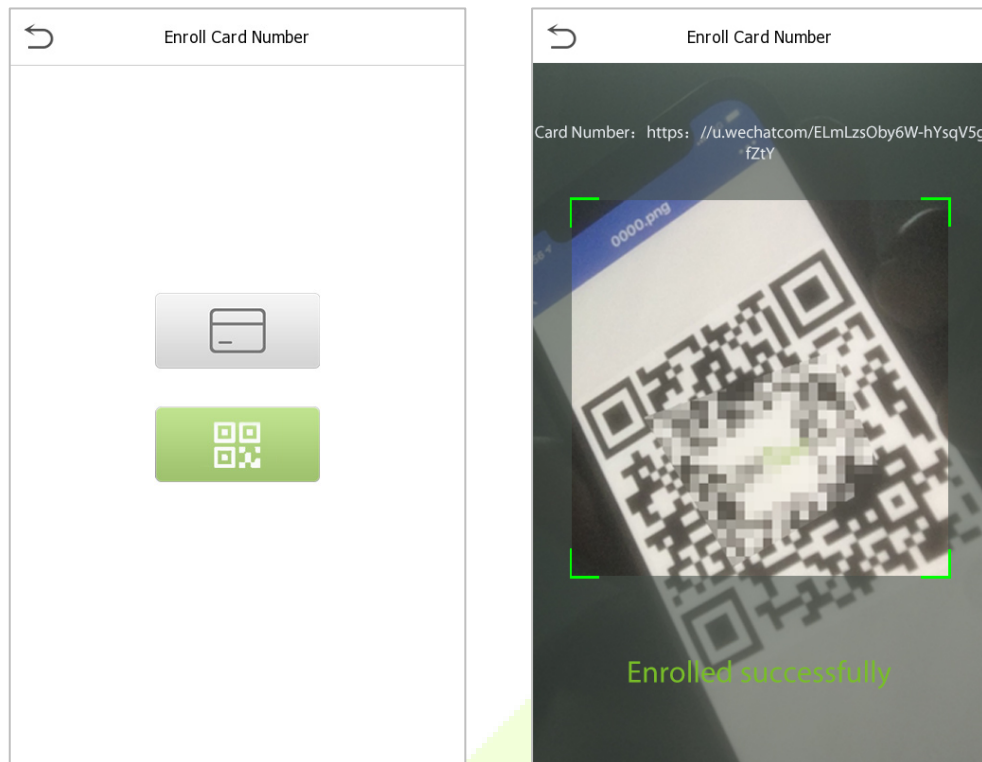 Enroll Card Number
Enroll Card Number
Card Number：https：//u.wechatcom/ELmLzsOby6W-hYsqV5g
fZtY
0000.png
Enrolled successfully